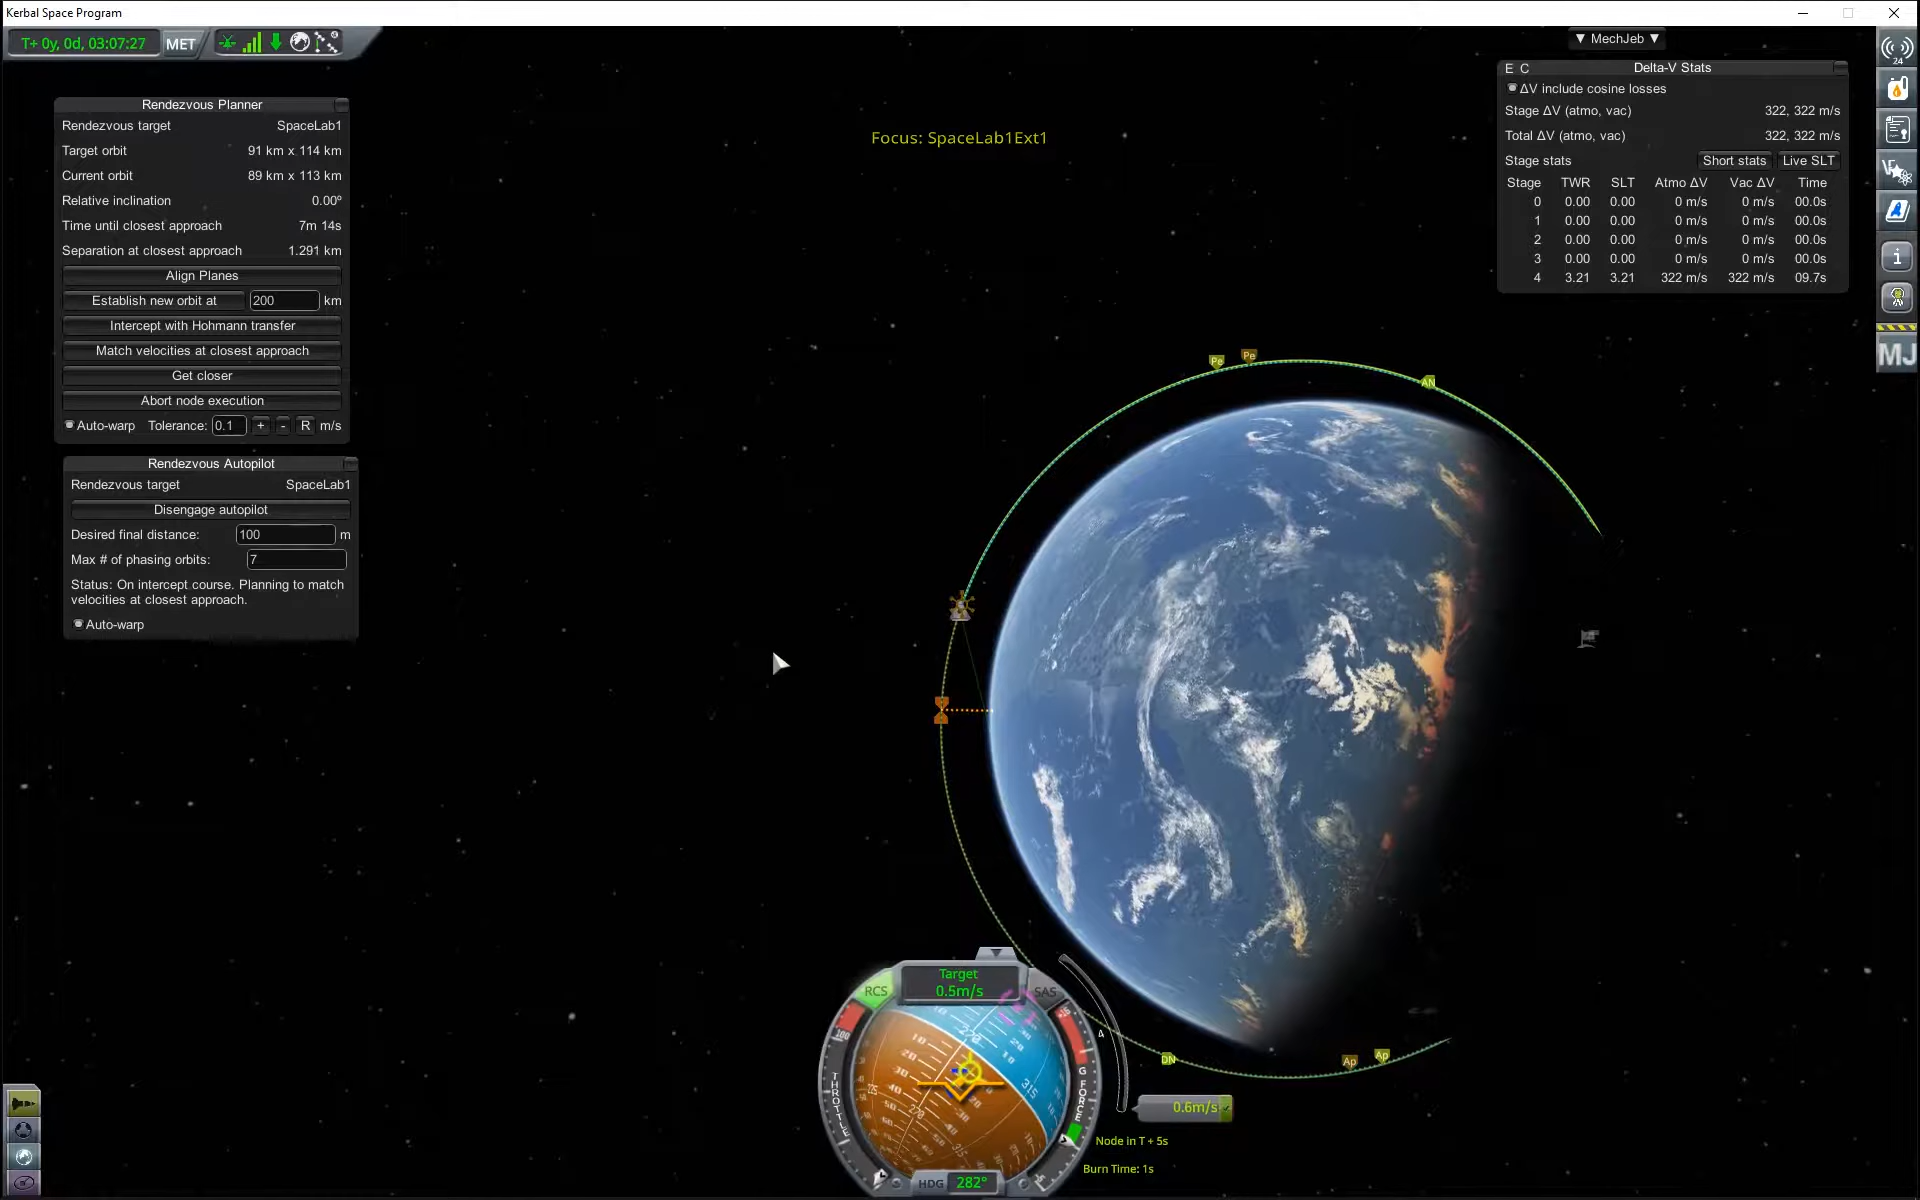 Kerbal Space Program
T+ 0y, 0d, 03:07:27 MET
▼ MechJeb ▼
24
Rendezvous Planner
Rendezvous target SpaceLab1
Target orbit 91 km x 114 km
Current orbit 89 km x 113 km
Relative inclination 0.00º
Time until closest approach 7m 14s
Separation at closest approach 1.291 km
Align Planes
Establish new orbit at 200 km
Intercept with Hohmann transfer
Match velocities at closest approach
Get closer
Abort node execution
Auto-warp Tolerance: 0.1 + - R m/s
Rendezvous Autopilot
Rendezvous target SpaceLab1
Disengage autopilot
Desired final distance: 100 m
Max # of phasing orbits: 7
Status: On intercept course. Planning to match
velocities at closest approach.
Auto-warp
Focus: SpaceLab1Ext1
E C Delta-V Stats
ΔV include cosine losses
Stage ΔV (atmo, vac) 322, 322 m/s
Total ΔV (atmo, vac) 322, 322 m/s
Stage stats Short stats Live SLT
Stage TWR SLT Atmo ΔV Vac ΔV Time
0 0.00 0.00 0 m/s 0 m/s 00.0s
1 0.00 0.00 0 m/s 0 m/s 00.0s
2 0.00 0.00 0 m/s 0 m/s 00.0s
3 0.00 0.00 0 m/s 0 m/s 00.0s
4 3.21 3.21 322 m/s 322 m/s 09.7s
MJ
Pe Pe
AN
DN
Ap Ap
Target
0.5m/s
RCS
SAS
100
THROTTLE
G FORCE
4
HDG 282°
0.6m/s
Node in T + 5s
Burn Time: 1s